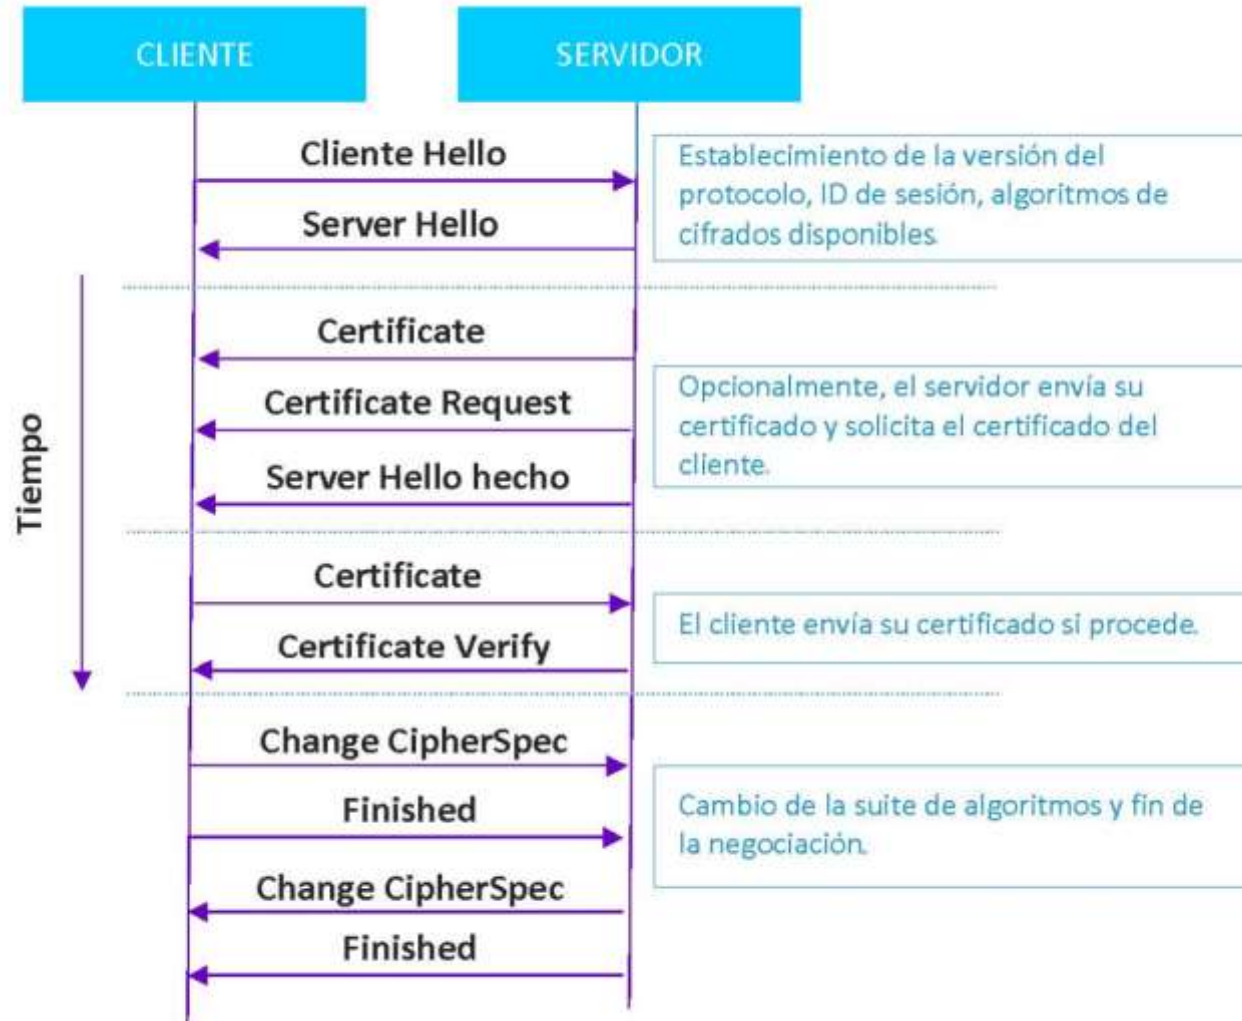 CLIENTE
SERVIDOR
Cliente Hello
Server Hello
Establecimiento de la versión del
protocolo, ID de sesión, algoritmos de
cifrados disponibles.
Certificate
Certificate Request
Server Hello hecho
Opcionalmente, el servidor envía su
certificado y solicita el certificado del
cliente.
Tiempo
Certificate
Certificate Verify
El cliente envía su certificado si procede.
Change CipherSpec
Finished
Change CipherSpec
Finished
Cambio de la suite de algoritmos y fin de
la negociación.